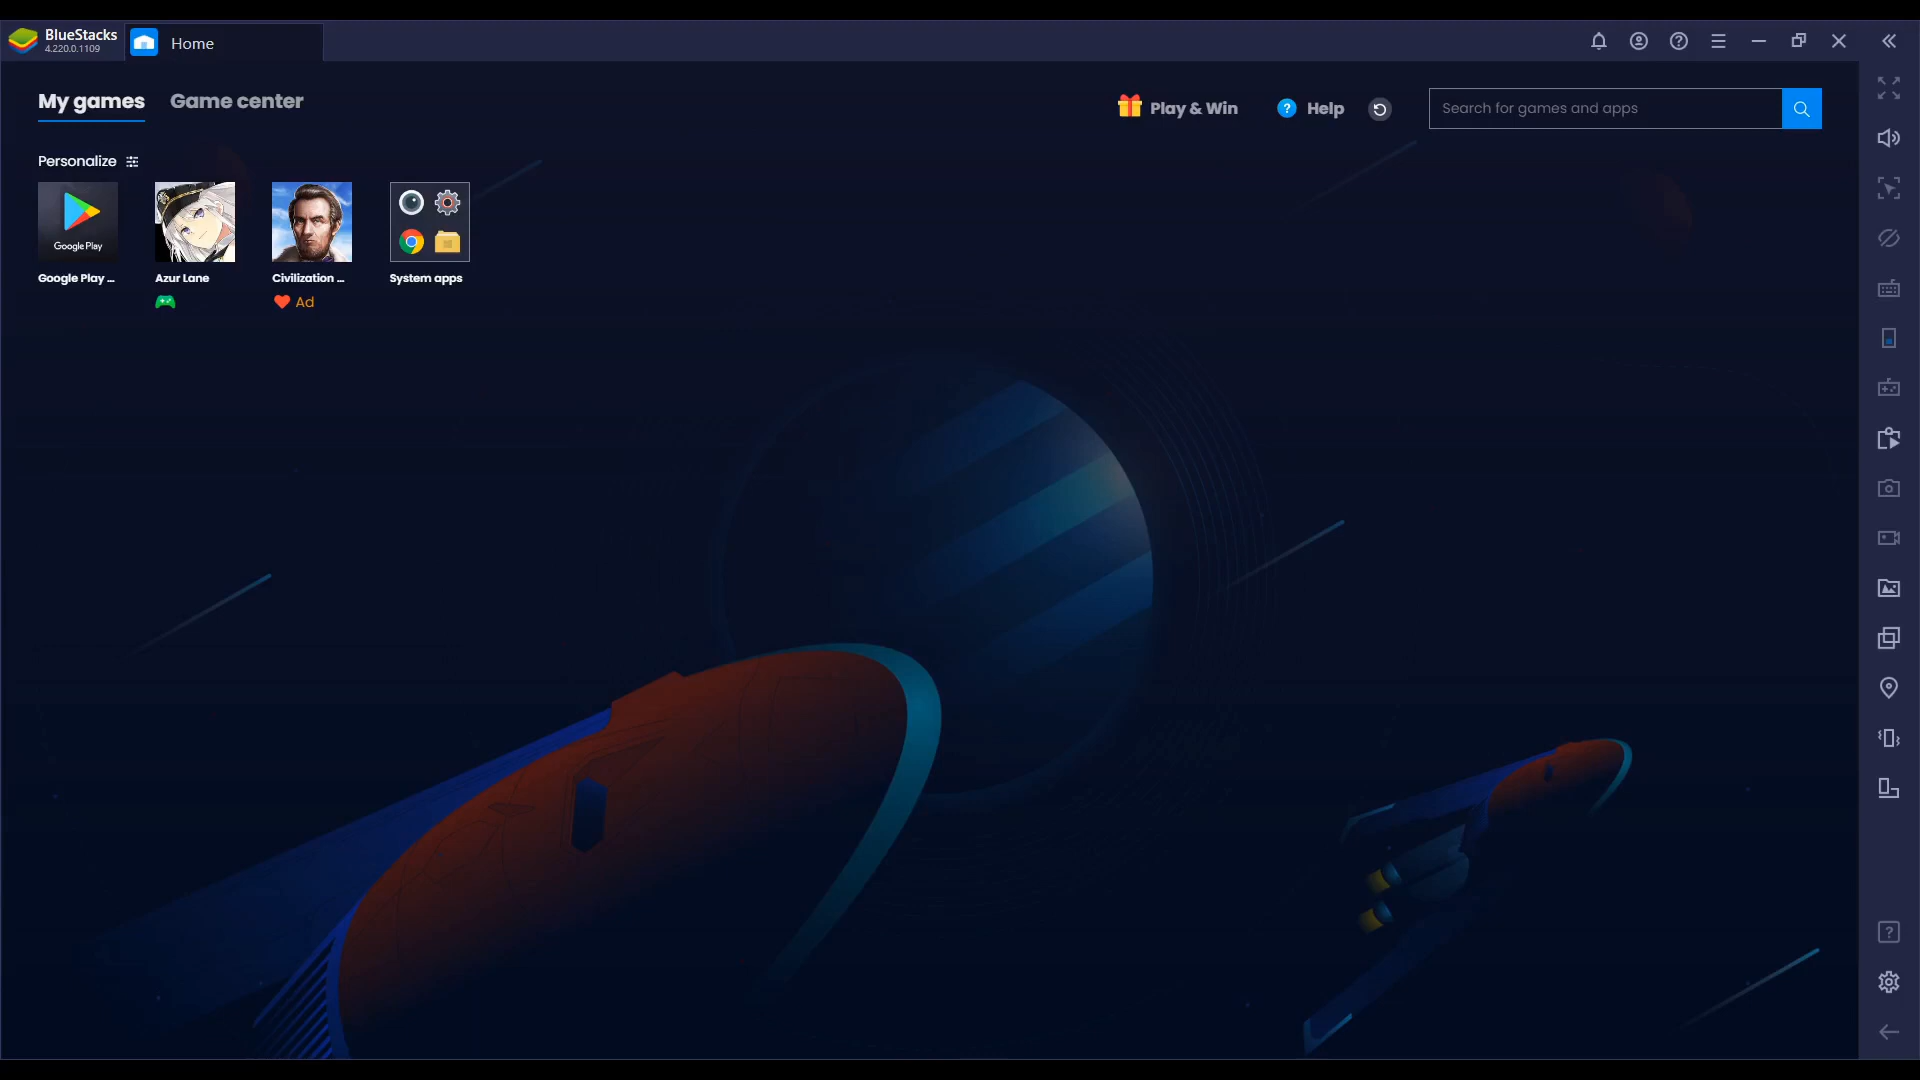 BlueStacks
4.220.0.1109
Home
My games
Game center
Play & Win
? Help
Search for games and apps
Personalize
Google Play
Google Play ...
Azur Lane
Civilization ...
System apps
Ad